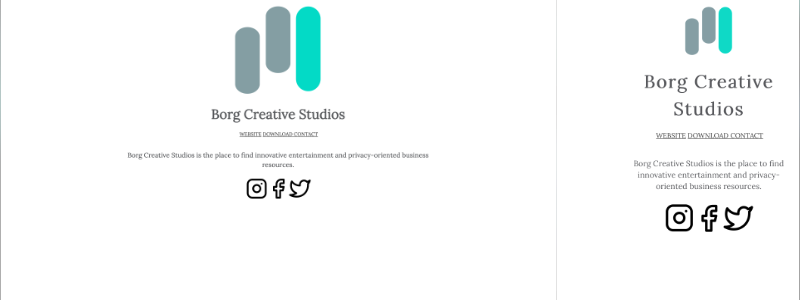 Borg Creative Studios
WEBSITE DOWNLOAD CONTACT
Borg Creative Studios is the place to find innovative entertainment and privacy-oriented business
resources.
Borg Creative
Studios
WEBSITE DOWNLOAD CONTACT
Borg Creative Studios is the place to find
innovative entertainment and privacy-
oriented business resources.